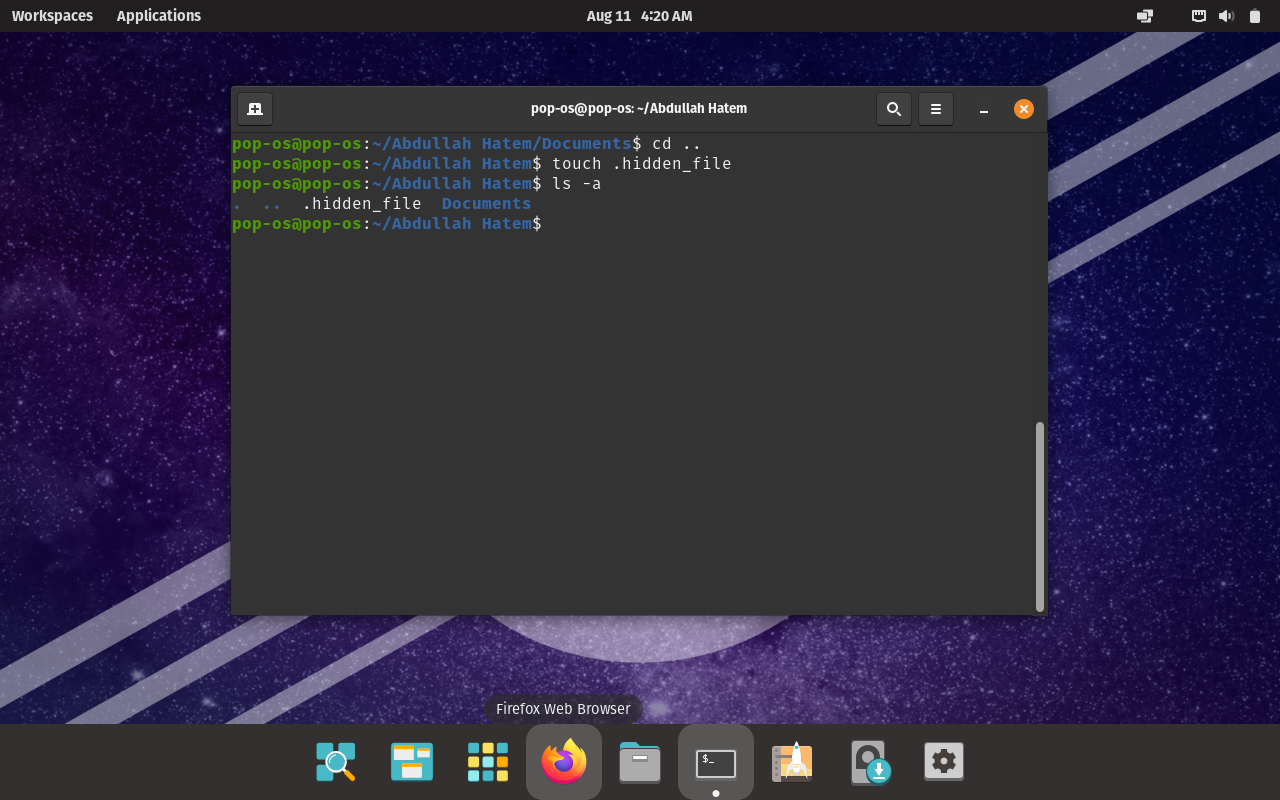 Workspaces Applications Aug 11 4:20 AM
pop-os@pop-os: ~/Abdullah Hatem
pop-os@pop-os:~/Abdullah Hatem/Documents$ cd ..
pop-os@pop-os:~/Abdullah Hatem$ touch .hidden_file
pop-os@pop-os:~/Abdullah Hatem$ ls -a
. .. .hidden_file Documents
pop-os@pop-os:~/Abdullah Hatem$
Firefox Web Browser
$_